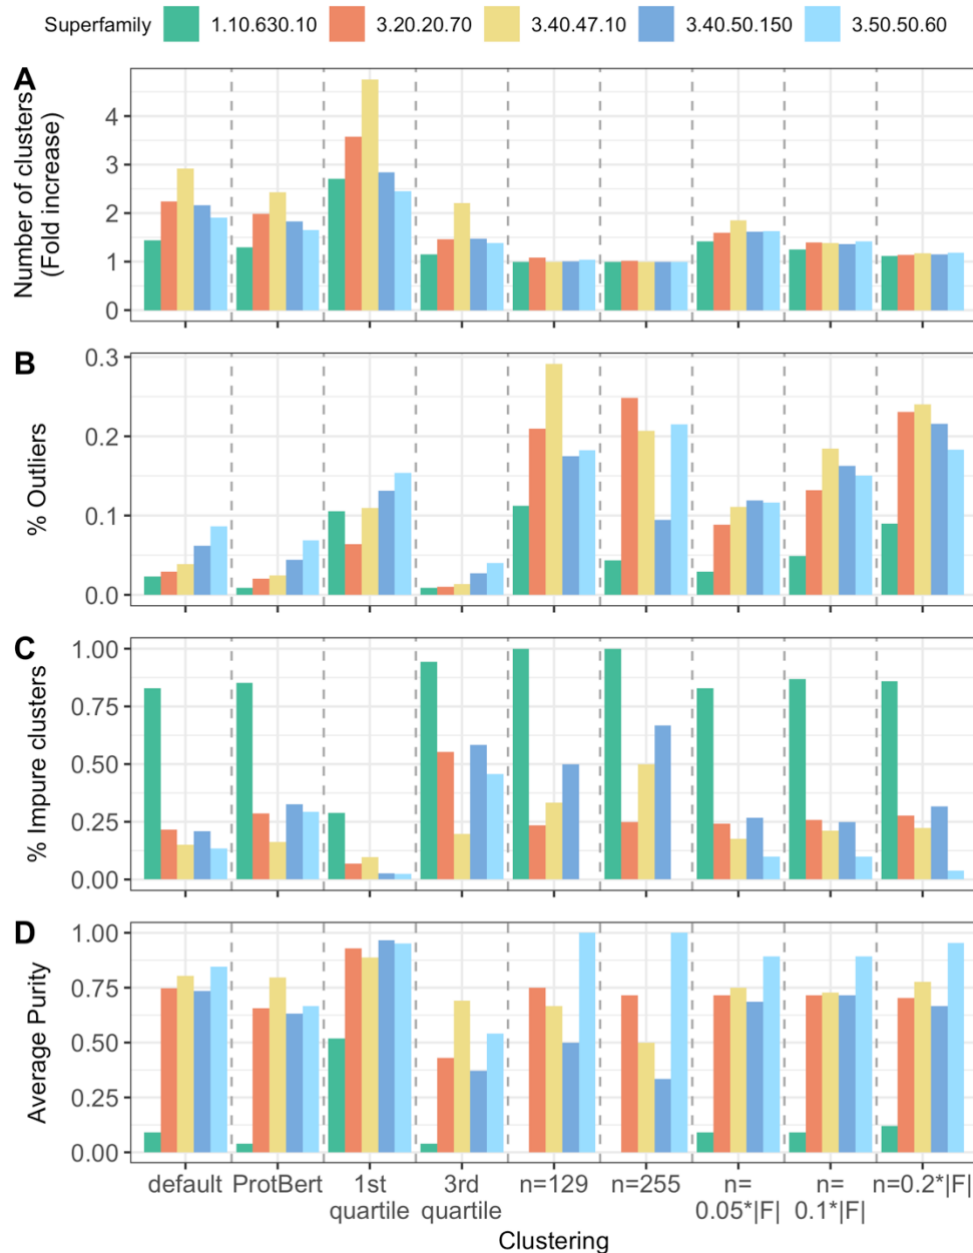 Superfamily 1.10.630.10 3.20.20.70 3.40.47.10 3.40.50.150 3.50.50.60
A
Number of clusters
(Fold increase)
4
3
2
1
0
B
% Outliers
0.3
0.2
0.1
0.0
C
% Impure clusters
1.00
0.75
0.50
0.25
0.00
D
Average Purity
1.00
0.75
0.50
0.25
0.00
default ProtBert 1st 3rd n=129 n=255 n= n= n=0.2*|F|
quartile quartile 0.05*|F| 0.1*|F|
Clustering